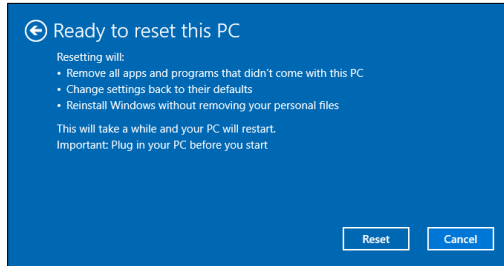 Ready to reset this PC
Resetting will:
• Remove all apps and programs that didn't come with this PC
• Change settings back to their defaults
• Reinstall Windows without removing your personal files
This will take a while and your PC will restart.
Important: Plug in your PC before you start
Reset Cancel